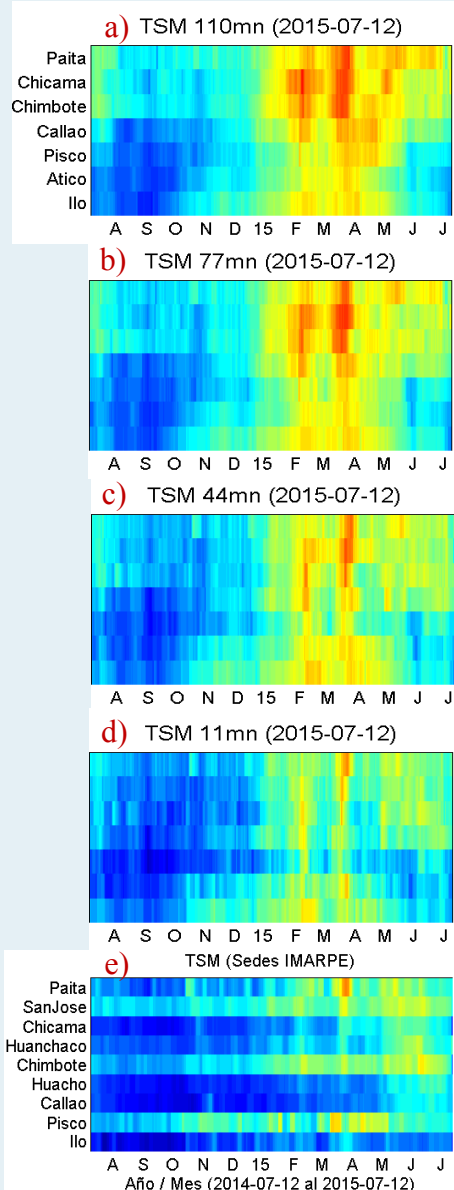 a) TSM 110mn (2015-07-12)
Paita
Chicama
Chimbote
Callao
Pisco
Atico
Ilo
A S O N D 15 F M A M J J
b) TSM 77mn (2015-07-12)
A S O N D 15 F M A M J J
c) TSM 44mn (2015-07-12)
A S O N D 15 F M A M J J
d) TSM 11mn (2015-07-12)
A S O N D 15 F M A M J J
e) TSM (Sedes IMARPE)
Paita
SanJose
Chicama
Huanchaco
Chimbote
Huacho
Callao
Pisco
Ilo
A S O N D 15 F M A M J J
Año / Mes (2014-07-12 al 2015-07-12)